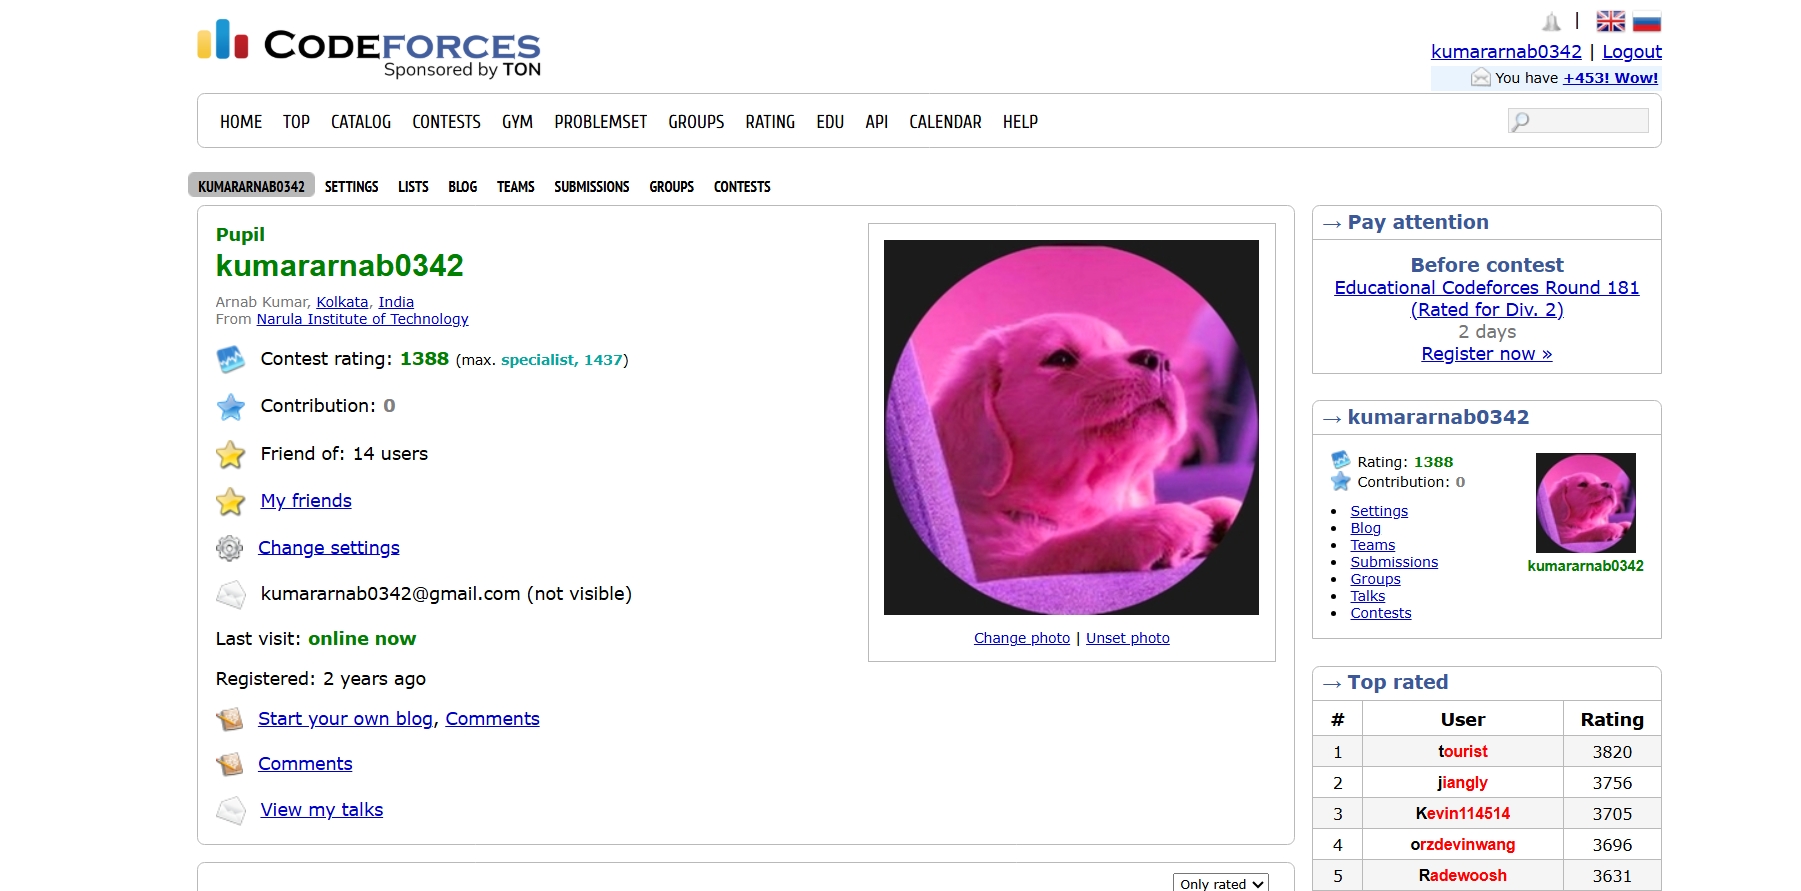 CODEFORCES
Sponsored by TON
|
kumararnab0342 | Logout
You have +453! Wow!
HOME TOP CATALOG CONTESTS GYM PROBLEMSET GROUPS RATING EDU API CALENDAR HELP
KUMARARNAB0342 SETTINGS LISTS BLOG TEAMS SUBMISSIONS GROUPS CONTESTS
Pupil
kumararnab0342
Arnab Kumar, Kolkata, India
From Narula Institute of Technology
Contest rating: 1388 (max. specialist, 1437)
Contribution: 0
Friend of: 14 users
My friends
Change settings
kumararnab0342@gmail.com (not visible)
Last visit: online now
Registered: 2 years ago
Start your own blog, Comments
Comments
View my talks
Change photo | Unset photo
Only rated
→ Pay attention
Before contest
Educational Codeforces Round 181
(Rated for Div. 2)
2 days
Register now »
→ kumararnab0342
Rating: 1388
Contribution: 0
• Settings
• Blog
• Teams
• Submissions
• Groups
• Talks
• Contests
kumararnab0342
→ Top rated
# User Rating
1 tourist 3820
2 jiangly 3756
3 Kevin114514 3705
4 orzdevinwang 3696
5 Radewoosh 3631